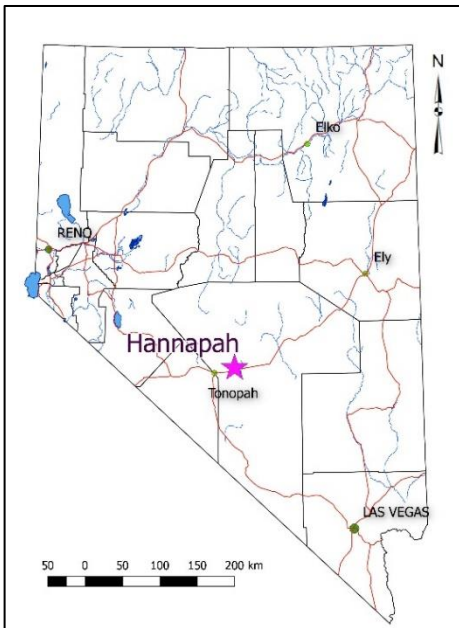 N
Elko
RENO
Ely
Hannapah
Tonopah
LAS VEGAS
50 0 50 100 150 200 km